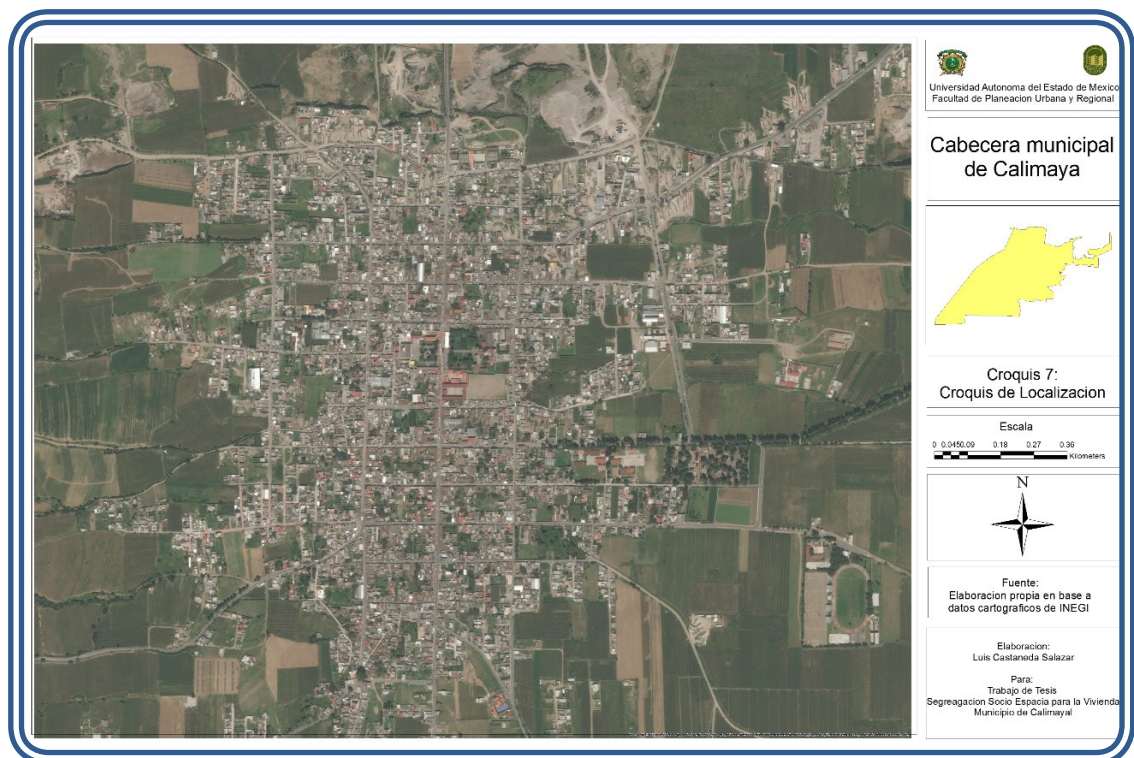 Universidad Autonoma del Estado de Mexico
Facultad de Planeacion Urbana y Regional
Cabecera municipal
de Calimaya
Croquis 7:
Croquis de Localizacion
Escala
0 0.0450.09 0.18 0.27 0.36
Kilometers
N
Fuente:
Elaboracion propia en base a
datos cartograficos de INEGI
Elaboracion:
Luis Castaneda Salazar
Para:
Trabajo de Tesis
Segreagacion Socio Espacia para la Vivienda
Municipio de Calimayal